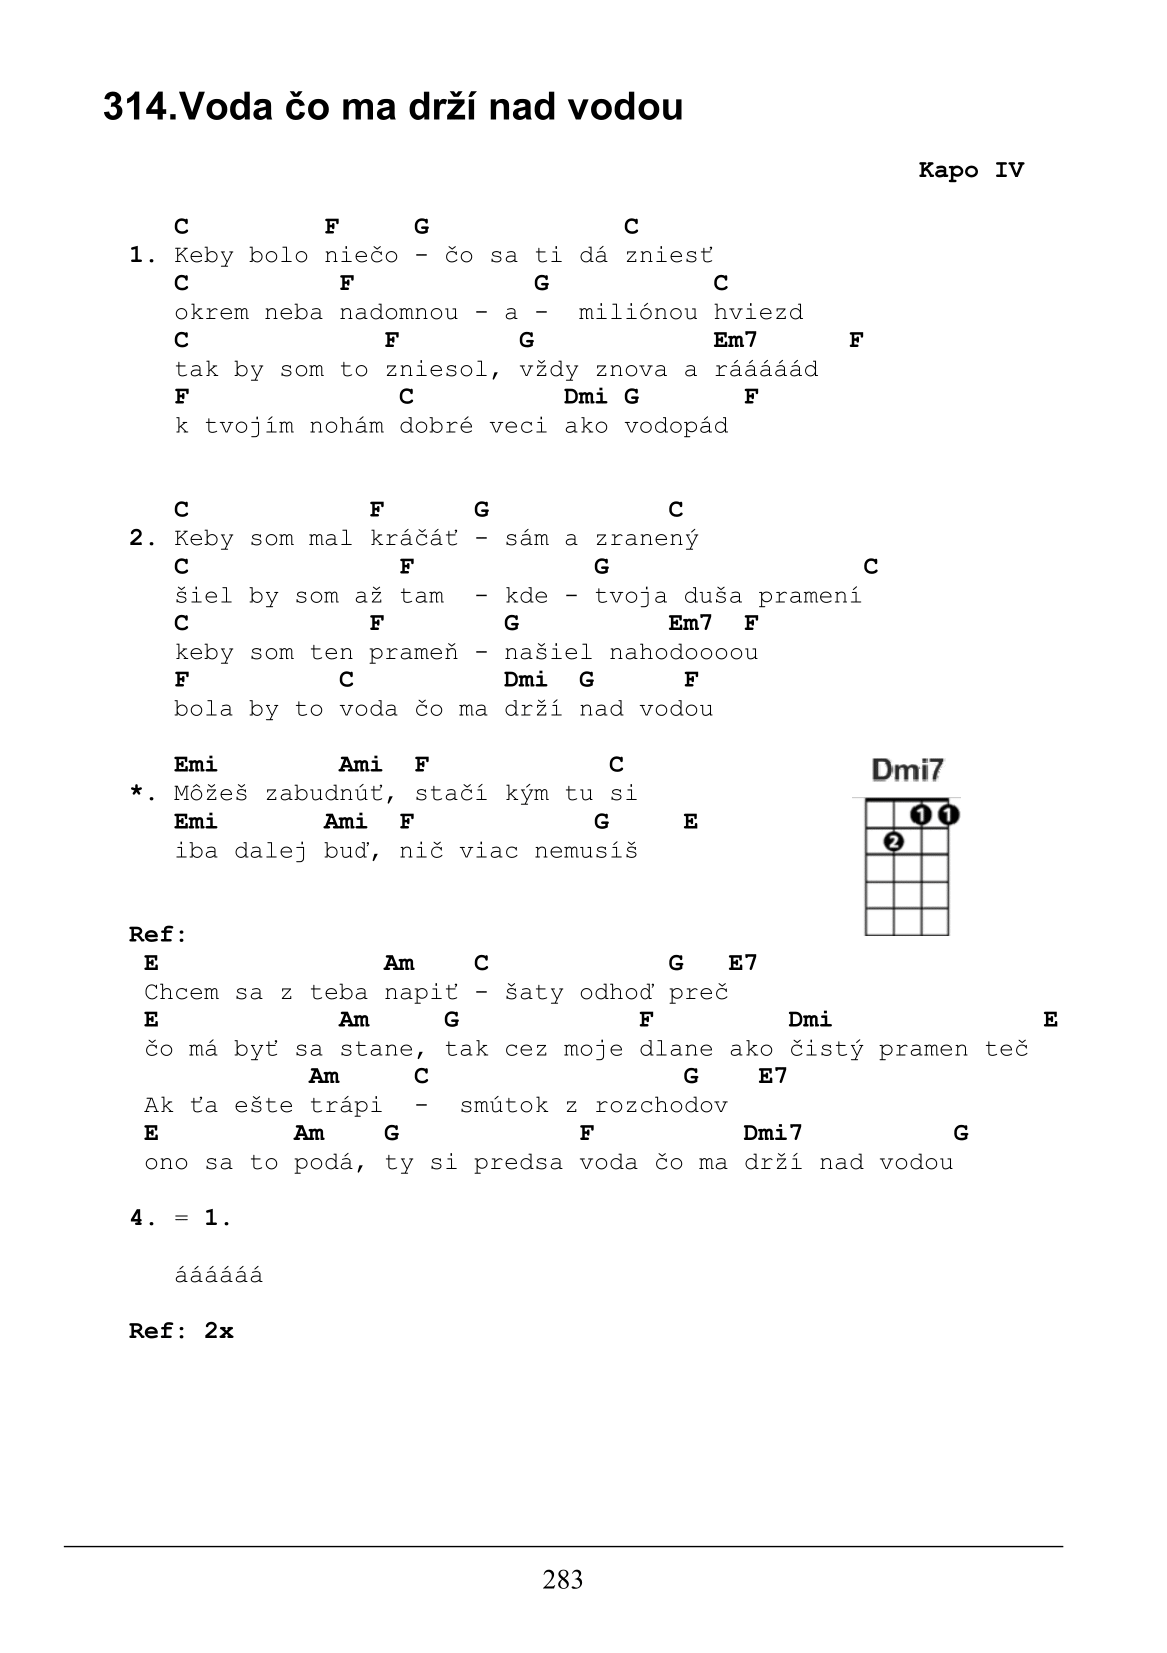 314.Voda čo ma drží nad vodou
Kapo IV
C F G C
1. Keby bolo niečo - čo sa ti dá zniesť
C F G C
okrem neba nadomnou - a - miliónou hviezd
C F G Em7 F
tak by som to zniesol, vždy znova a rááááád
F C Dmi G F
k tvojím nohám dobré veci ako vodopád
C F G C
2. Keby som mal kráčáť - sám a zranený
C F G C
šiel by som až tam - kde - tvoja duša pramení
C F G Em7 F
keby som ten prameň - našiel nahodoooou
F C Dmi G F
bola by to voda čo ma drží nad vodou
Emi Ami F C
*. Môžeš zabudnúť, stačí kým tu si
Emi Ami F G E
iba dalej buď, nič viac nemusíš
Dmi7
1 1
2
Ref:
E Am C G E7
Chcem sa z teba napiť - šaty odhoď preč
E Am G F Dmi E
čo má byť sa stane, tak cez moje dlane ako čistý pramen teč
Am C G E7
Ak ťa ešte trápi - smútok z rozchodov
E Am G F Dmi7 G
ono sa to podá, ty si predsa voda čo ma drží nad vodou
4. = 1.
áááááá
Ref: 2x
283